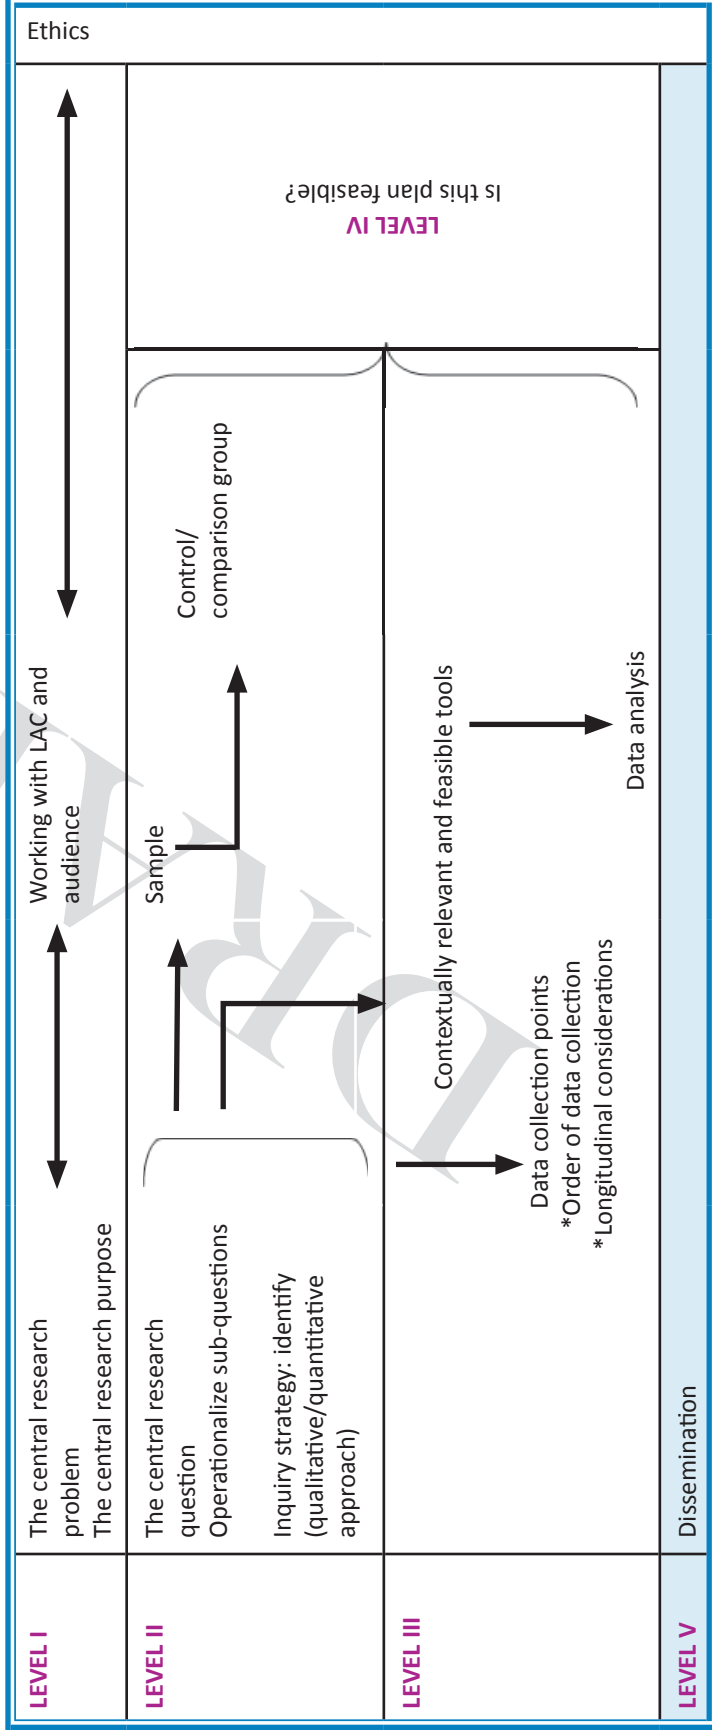 LEVEL I
The central research
problem
The central research purpose
Working with LAC and
audience
Ethics
LEVEL II
The central research
question
Operationalize sub-questions
Inquiry strategy: identify
(qualitative/quantitative
approach)
Sample
Control/
comparison group
LEVEL III
Contextually relevant and feasible tools
Data collection points
*Order of data collection
*Longitudinal considerations
Data analysis
LEVEL IV
Is this plan feasible?
LEVEL V
Dissemination
DRA